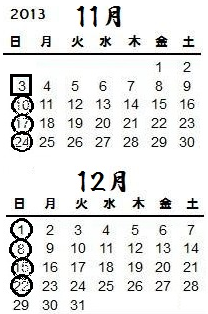 2013 11月
日 月 火 水 木 金 土
1 2
3 4 5 6 7 8 9
10 11 12 13 14 15 16
17 18 19 20 21 22 23
24 25 26 27 28 29 30
12月
日 月 火 水 木 金 土
1 2 3 4 5 6 7
8 9 10 11 12 13 14
15 16 17 18 19 20 21
22 23 24 25 26 27 28
29 30 31